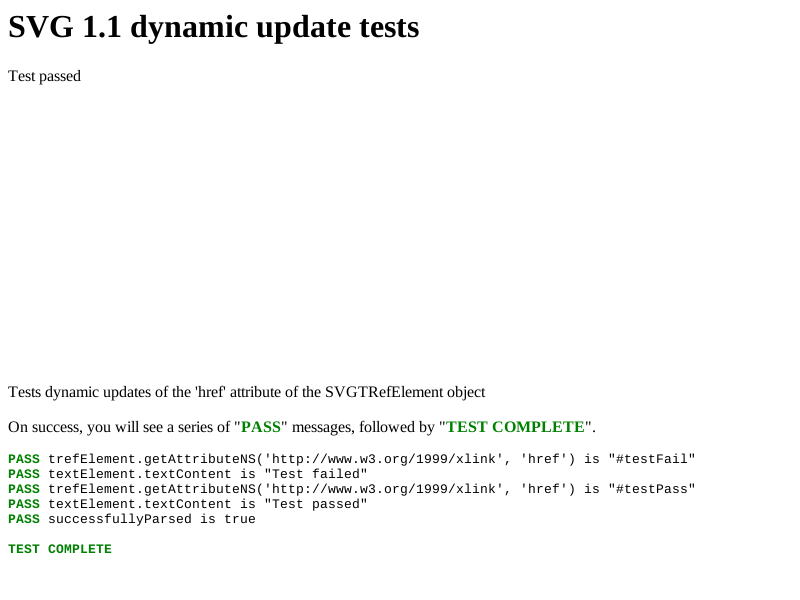 SVG 1.1 dynamic update tests
Test passed
Tests dynamic updates of the 'href' attribute of the SVGTRefElement object
On success, you will see a series of "PASS" messages, followed by "TEST COMPLETE".
PASS trefElement.getAttributeNS('http://www.w3.org/1999/xlink', 'href') is "#testFail"
PASS textElement.textContent is "Test failed"
PASS trefElement.getAttributeNS('http://www.w3.org/1999/xlink', 'href') is "#testPass"
PASS textElement.textContent is "Test passed"
PASS successfullyParsed is true
TEST COMPLETE